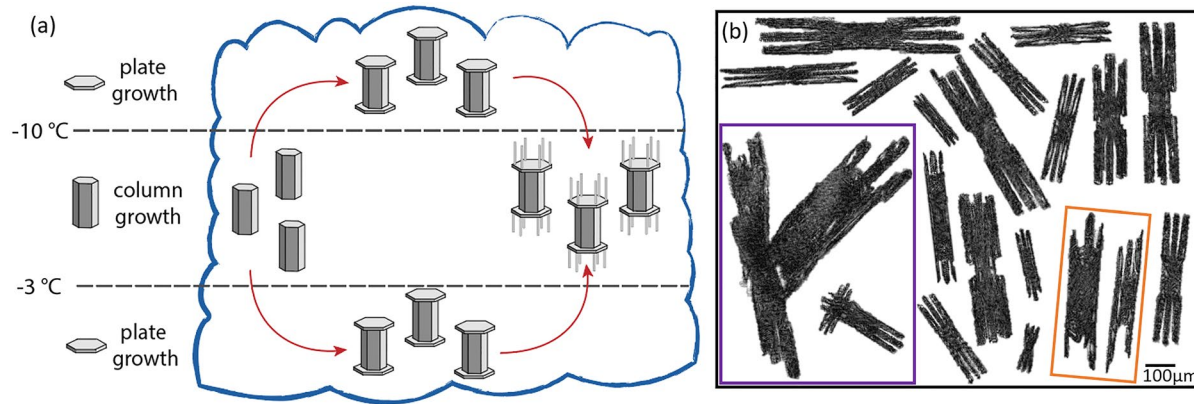 (a)
plate
growth
-10 °C
column
growth
-3 °C
plate
growth
(b)
100µm